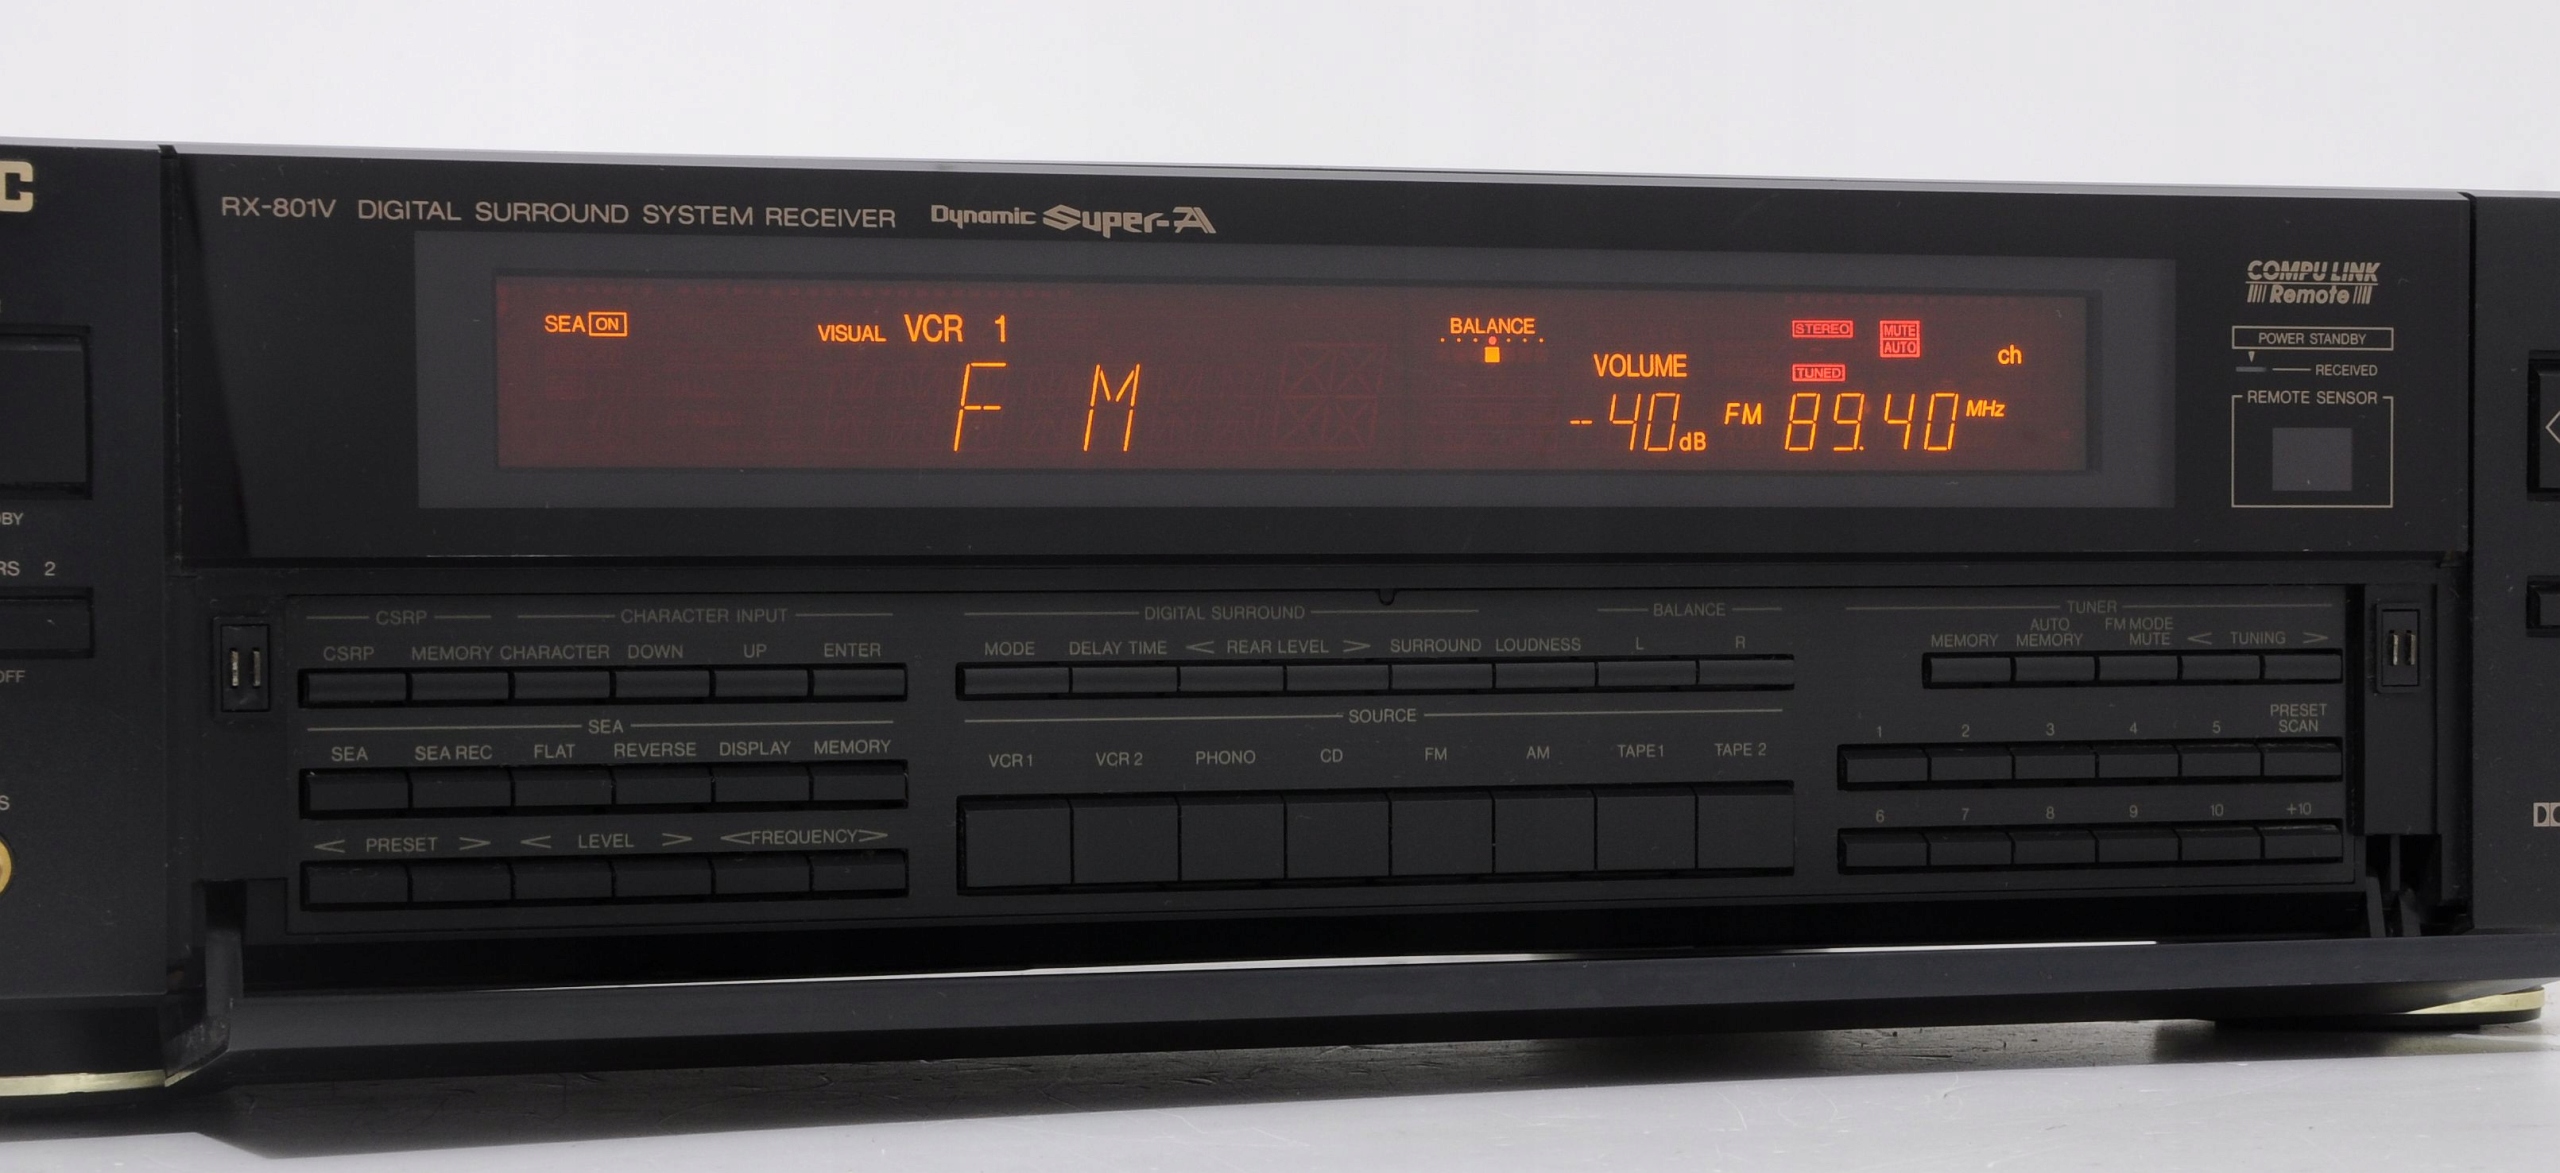 C
RX-801V DIGITAL SURROUND SYSTEM RECEIVER Dynamic Super-A
COMPU LINK
Remote
POWER STANDBY
RECEIVED
REMOTE SENSOR
SEA ON
VISUAL VCR 1
F M
BALANCE
VOLUME
-40 dB
STEREO
MUTE
AUTO
TUNED
ch
FM 89.40 MHz
BY
RS 2
OFF
S
CSRP CHARACTER INPUT
CSRP MEMORY CHARACTER DOWN UP ENTER
SEA
SEA SEA REC FLAT REVERSE DISPLAY MEMORY
< PRESET > < LEVEL > < FREQUENCY >
DIGITAL SURROUND BALANCE
MODE DELAY TIME < REAR LEVEL > SURROUND LOUDNESS L R
SOURCE
VCR 1 VCR 2 PHONO CD FM AM TAPE 1 TAPE 2
TUNER
MEMORY AUTO MEMORY FM MODE MUTE < TUNING >
1 2 3 4 5 PRESET SCAN
6 7 8 9 10 +10